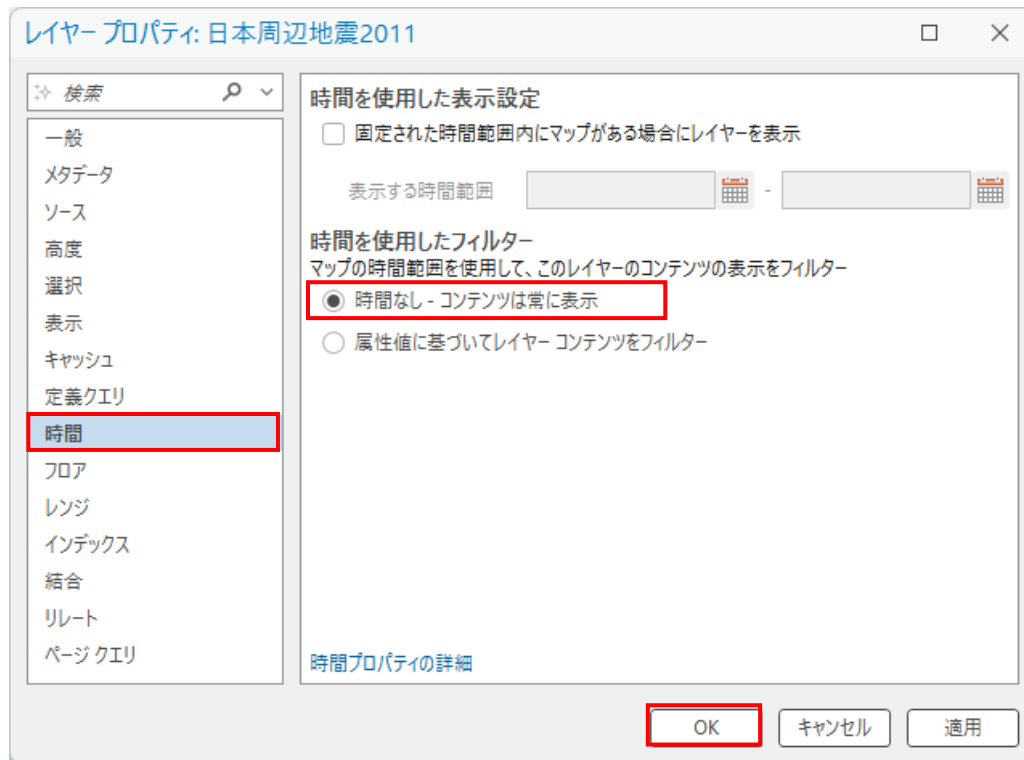 レイヤー プロパティ: 日本周辺地震2011
検索
一般
メタデータ
ソース
高度
選択
表示
キャッシュ
定義クエリ
時間
フロア
レンジ
インデックス
結合
リレート
ページ クエリ
時間を使用した表示設定
固定された時間範囲内にマップがある場合にレイヤーを表示
表示する時間範囲 -
時間を使用したフィルター
マップの時間範囲を使用して、このレイヤーのコンテンツの表示をフィルター
時間なし - コンテンツは常に表示
属性値に基づいてレイヤー コンテンツをフィルター
時間プロパティの詳細
OK キャンセル 適用